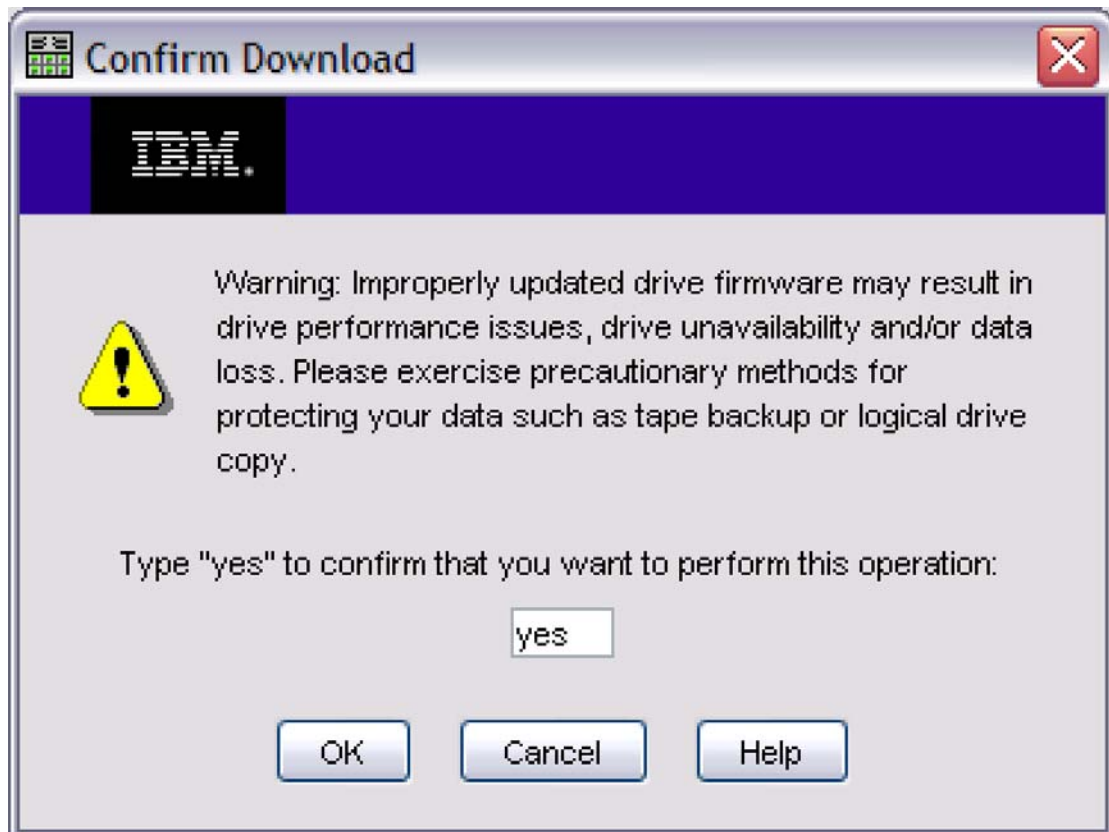 Confirm Download
IBM.
Warning: Improperly updated drive firmware may result in
drive performance issues, drive unavailability and/or data
loss. Please exercise precautionary methods for
protecting your data such as tape backup or logical drive
copy.
Type "yes" to confirm that you want to perform this operation:
yes
OK Cancel Help